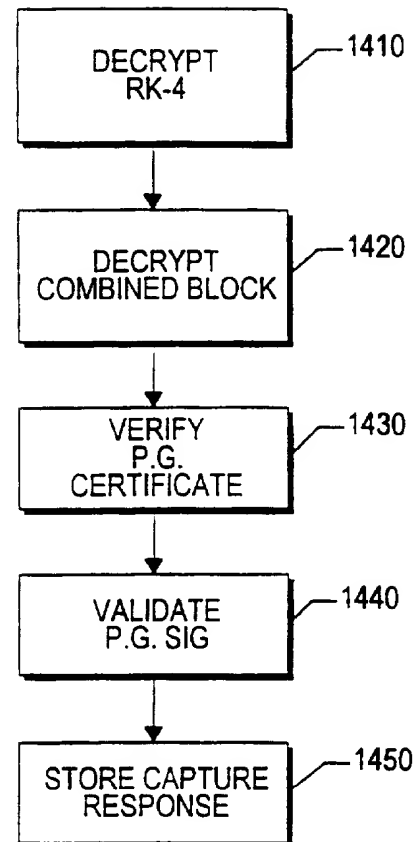 DECRYPT
RK-4
1410
DECRYPT
COMBINED BLOCK
1420
VERIFY
P.G.
CERTIFICATE
1430
VALIDATE
P.G. SIG
1440
STORE CAPTURE
RESPONSE
1450